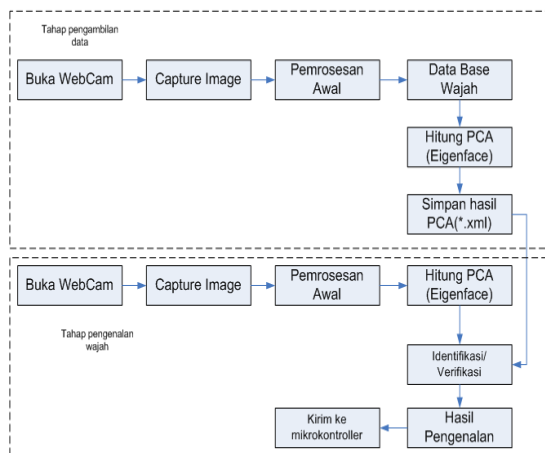 Tahap pengambilan
data
Buka WebCam
Capture Image
Pemrosesan
Awal
Data Base
Wajah
Hitung PCA
(Eigenface)
Simpan hasil
PCA(*.xml)
Buka WebCam
Capture Image
Pemrosesan
Awal
Hitung PCA
(Eigenface)
Tahap pengenalan
wajah
Identifikasi/
Verifikasi
Kirim ke
mikrokontroller
Hasil
Pengenalan